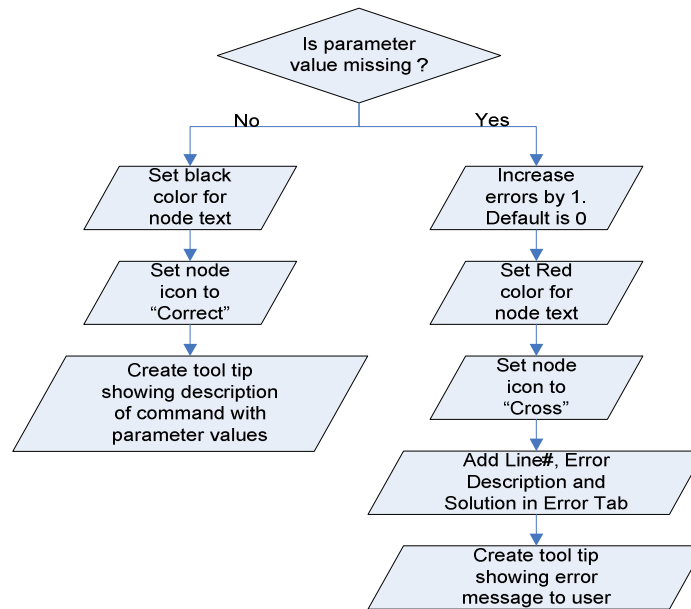 Is parameter
value missing ?
No
Yes
Set black
color for
node text
Set node
icon to
“Correct”
Create tool tip
showing description
of command with
parameter values
Increase
errors by 1.
Default is 0
Set Red
color for
node text
Set node
icon to
“Cross”
Add Line#, Error
Description and
Solution in Error Tab
Create tool tip
showing error
message to user